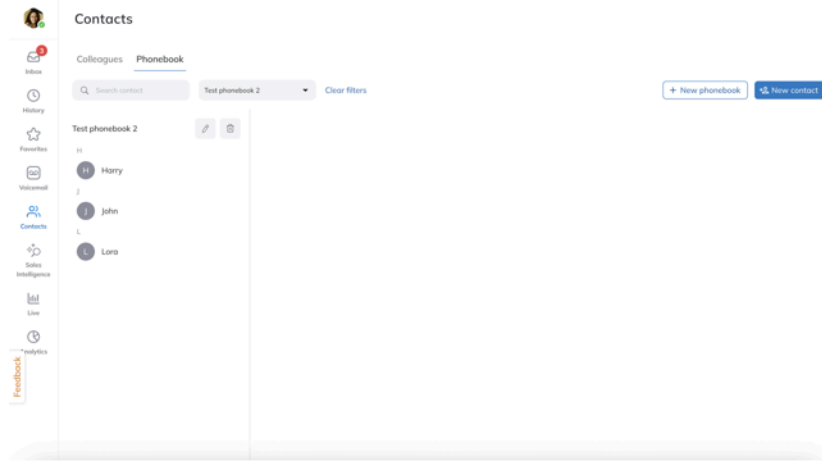 Contacts
3
Inbox
History
Favorites
Voicemail
Contacts
Sales
Intelligence
Live
Analytics
Feedback
Colleagues Phonebook
Search contact
Test phonebook 2
Clear filters
+ New phonebook
New contact
Test phonebook 2
H
H Harry
J
J John
L
L Lora